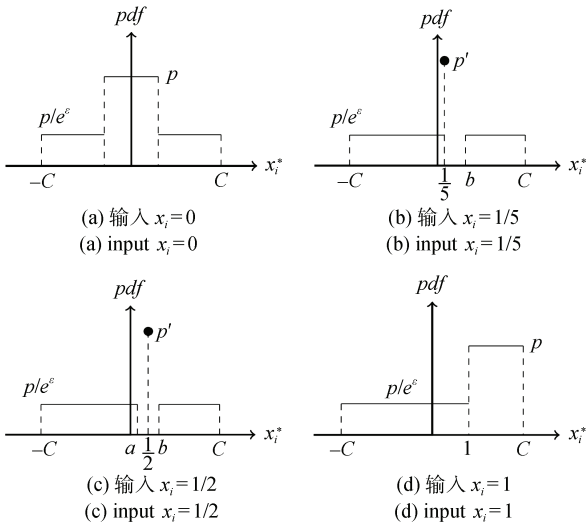 pdf
p
p/e^ε
–C
C
x_i^*
(a) 输入 x_i=0
(a) input x_i=0
pdf
p′
p/e^ε
–C
1/5
b
C
x_i^*
(b) 输入 x_i=1/5
(b) input x_i=1/5
pdf
p′
p/e^ε
–C
a
1/2
b
C
x_i^*
(c) 输入 x_i=1/2
(c) input x_i=1/2
pdf
p
p/e^ε
–C
1
C
x_i^*
(d) 输入 x_i=1
(d) input x_i=1